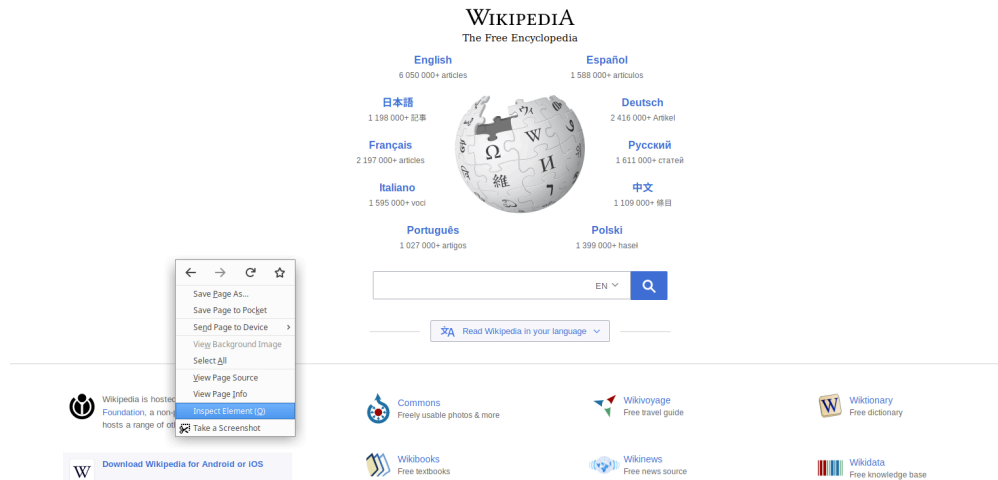 WIKIPEDIA
The Free Encyclopedia
English
6 050 000+ articles
Español
1 588 000+ artículos
日本語
1 198 000+ 記事
Deutsch
2 416 000+ Artikel
Français
2 197 000+ articles
Русский
1 611 000+ статей
Italiano
1 595 000+ voci
中文
1 109 000+ 條目
Português
1 027 000+ artigos
Polski
1 399 000+ haseł
Ω
W
И
維
EN
Read Wikipedia in your language
Save Page As...
Save Page to Pocket
Send Page to Device
View Background Image
Select All
View Page Source
View Page Info
Inspect Element (Q)
Take a Screenshot
Wikipedia is hosted
Foundation, a non-
hosts a range of
W
Download Wikipedia for Android or iOS
Commons
Freely usable photos & more
Wikivoyage
Free travel guide
W
Wiktionary
Free dictionary
Wikibooks
Free textbooks
Wikinews
Free news source
Wikidata
Free knowledge base